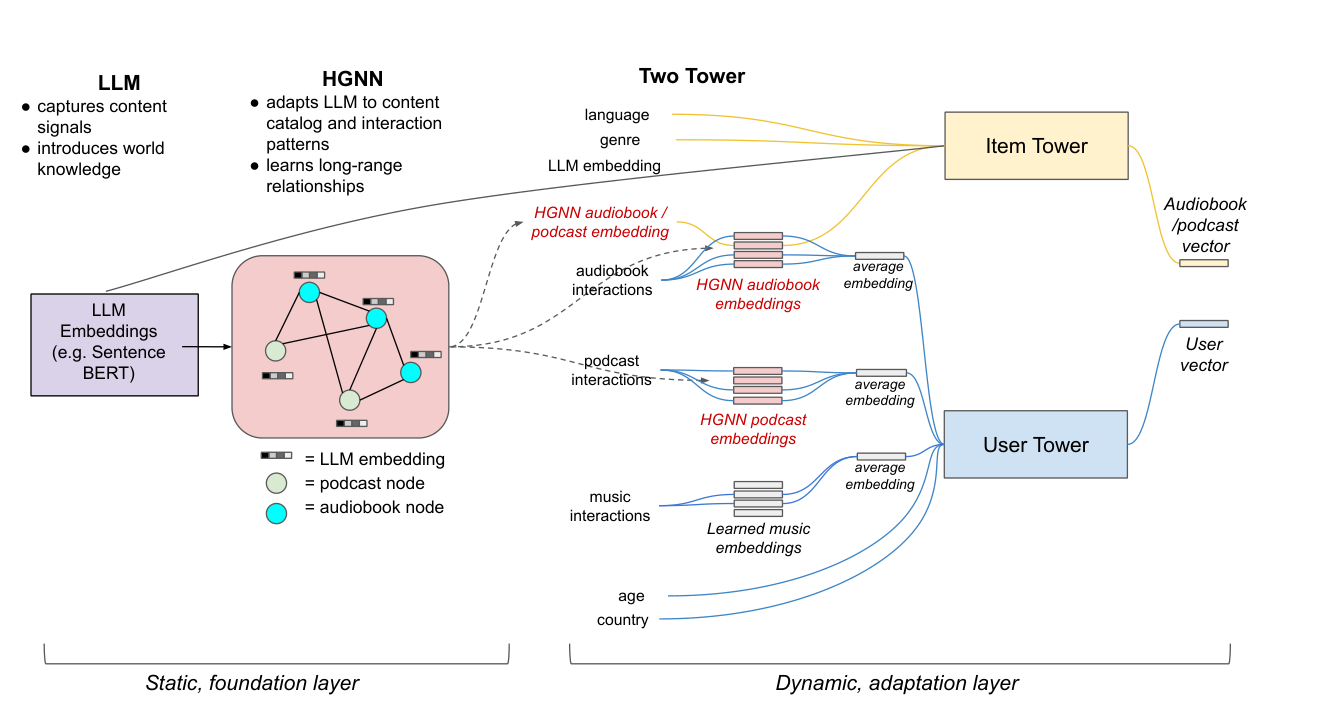 LLM
● captures content
signals
● introduces world
knowledge
HGNN
● adapts LLM to content
catalog and interaction
patterns
● learns long-range
relationships
Two Tower
language
genre
LLM embedding
HGNN audiobook /
podcast embedding
audiobook
interactions
HGNN audiobook
embeddings
average
embedding
podcast
interactions
HGNN podcast
embeddings
average
embedding
music
interactions
Learned music
embeddings
average
embedding
age
country
Item Tower
Audiobook
/podcast
vector
User
vector
User Tower
LLM
Embeddings
(e.g. Sentence
BERT)
= LLM embedding
= podcast node
= audiobook node
Static, foundation layer
Dynamic, adaptation layer